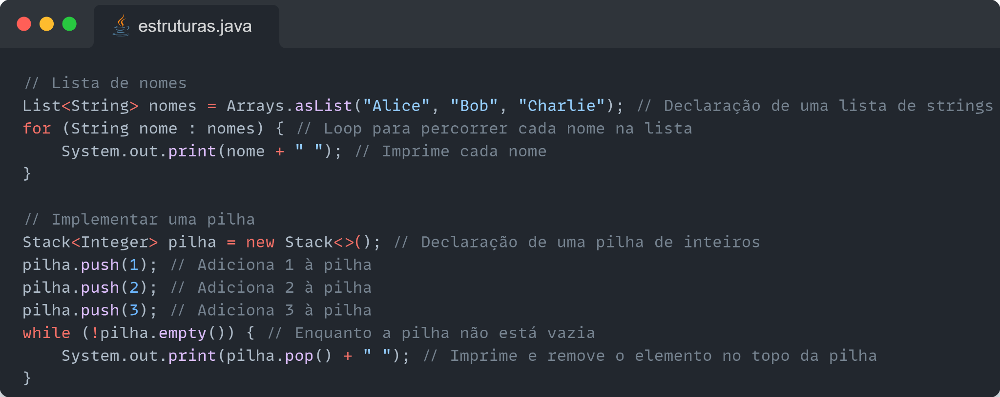 estruturas.java
// Lista de nomes
List<String> nomes = Arrays.asList("Alice", "Bob", "Charlie"); // Declaração de uma lista de strings
for (String nome : nomes) { // Loop para percorrer cada nome na lista
    System.out.print(nome + " "); // Imprime cada nome
}
// Implementar uma pilha
Stack<Integer> pilha = new Stack<>(); // Declaração de uma pilha de inteiros
pilha.push(1); // Adiciona 1 à pilha
pilha.push(2); // Adiciona 2 à pilha
pilha.push(3); // Adiciona 3 à pilha
while (!pilha.empty()) { // Enquanto a pilha não está vazia
    System.out.print(pilha.pop() + " "); // Imprime e remove o elemento no topo da pilha
}